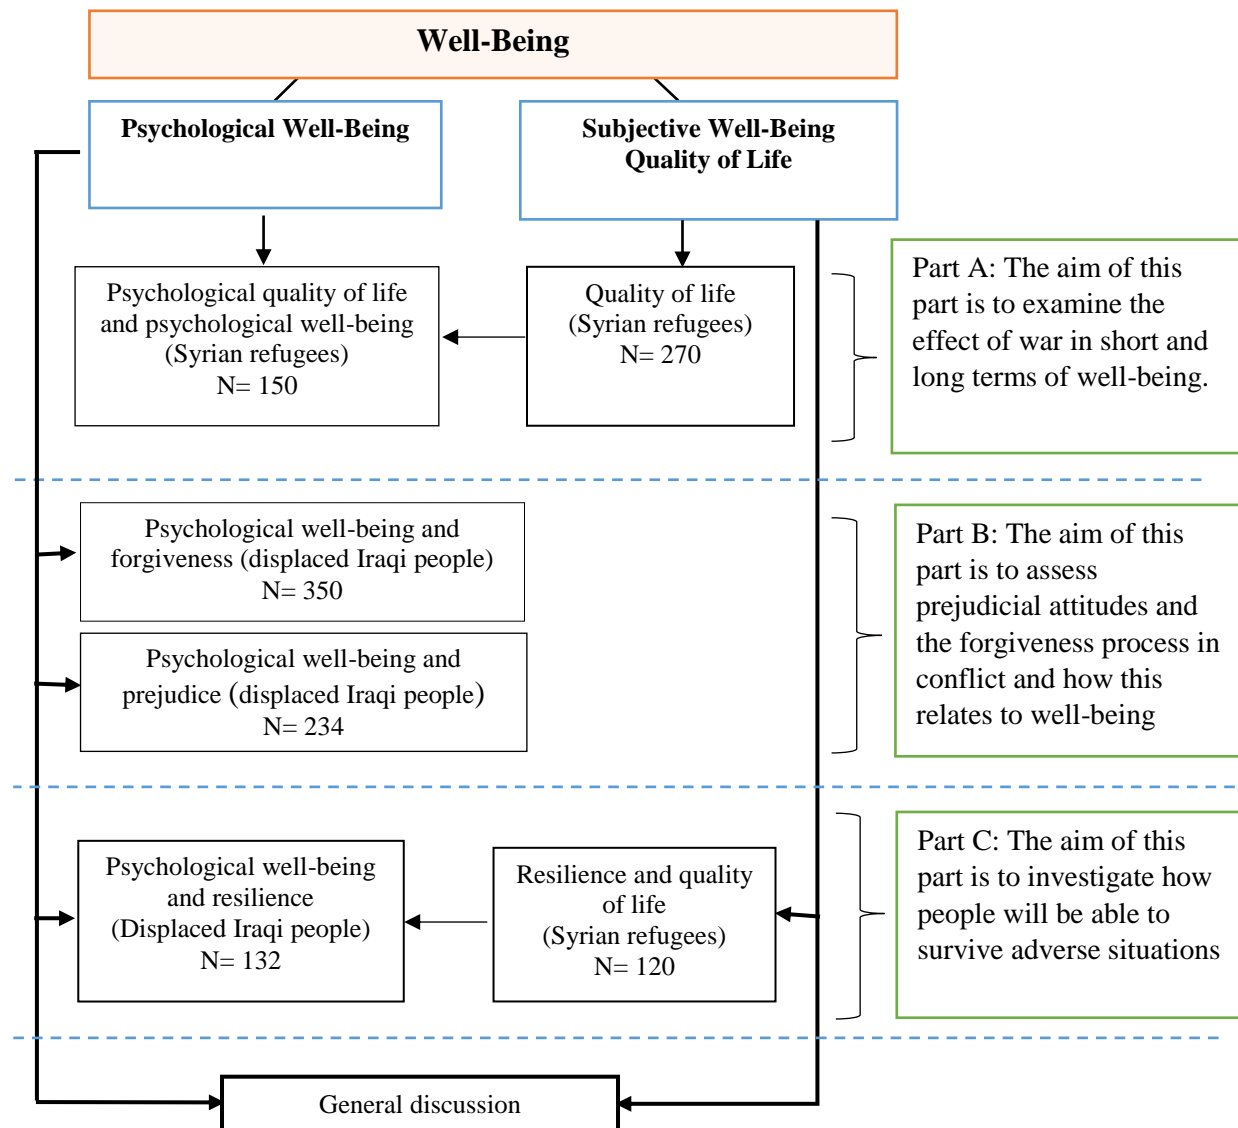 Well-Being
Psychological Well-Being
Subjective Well-Being
Quality of Life
Psychological quality of life
and psychological well-being
(Syrian refugees)
N= 150
Quality of life
(Syrian refugees)
N= 270
Part A: The aim of this
part is to examine the
effect of war in short and
long terms of well-being.
Psychological well-being and
forgiveness (displaced Iraqi people)
N= 350
Psychological well-being and
prejudice (displaced Iraqi people)
N= 234
Part B: The aim of this
part is to assess
prejudicial attitudes and
the forgiveness process in
conflict and how this
relates to well-being
Psychological well-being
and resilience
(Displaced Iraqi people)
N= 132
Resilience and quality
of life
(Syrian refugees)
N= 120
Part C: The aim of this
part is to investigate how
people will be able to
survive adverse situations
General discussion